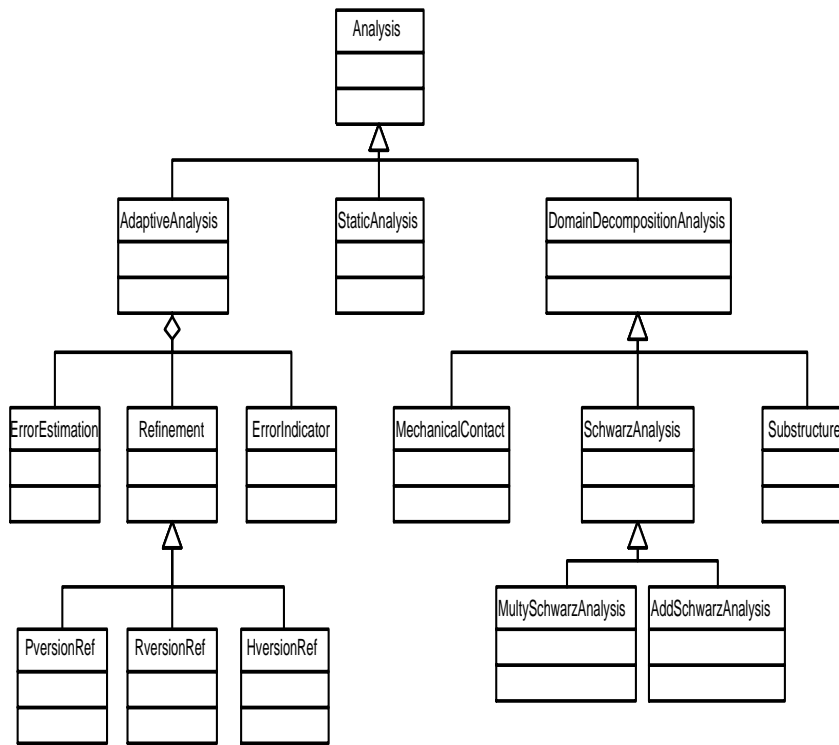 Analysis
AdaptiveAnalysis
StaticAnalysis
DomainDecompositionAnalysis
ErrorEstimation
Refinement
ErrorIndicator
MechanicalContact
SchwarzAnalysis
Substructure
MultySchwarzAnalysis
AddSchwarzAnalysis
PversionRef
RversionRef
HversionRef